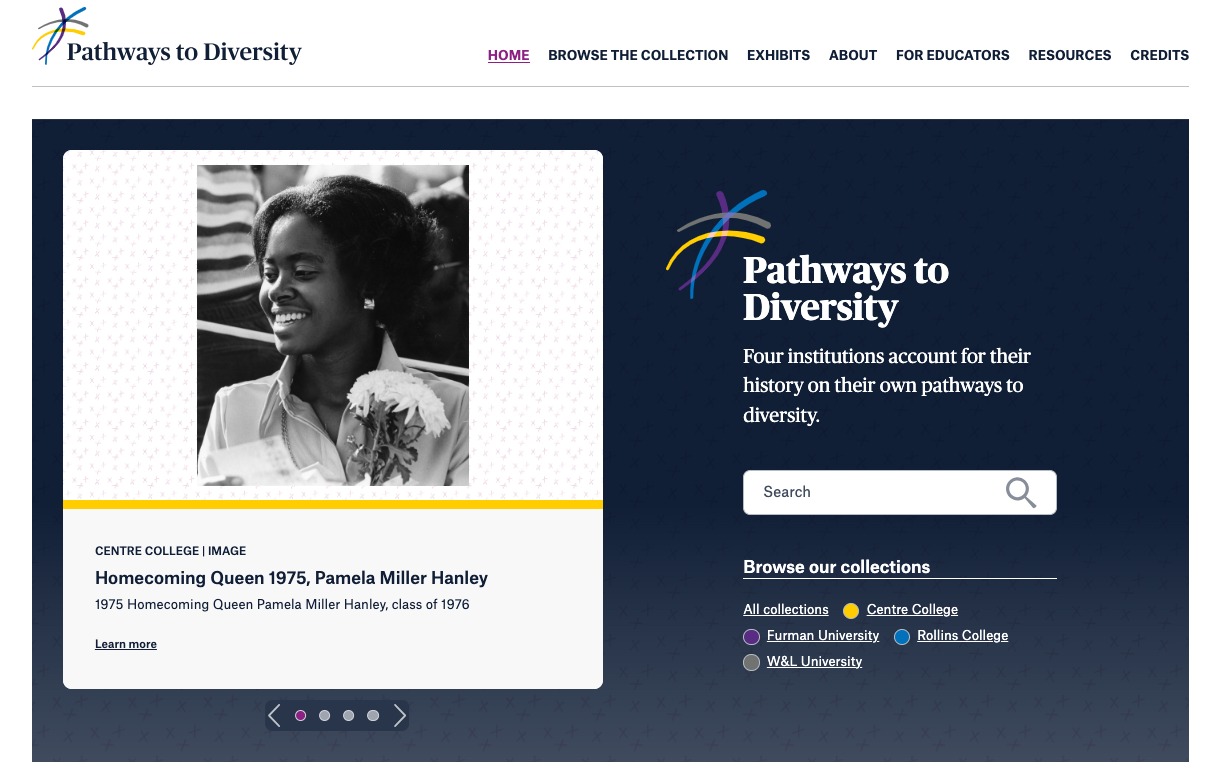 Pathways to Diversity
HOME BROWSE THE COLLECTION EXHIBITS ABOUT FOR EDUCATORS RESOURCES CREDITS
CENTRE COLLEGE | IMAGE
Homecoming Queen 1975, Pamela Miller Hanley
1975 Homecoming Queen Pamela Miller Hanley, class of 1976
Learn more
Pathways to
Diversity
Four institutions account for their
history on their own pathways to
diversity.
Search
Browse our collections
All collections Centre College
Furman University Rollins College
W&L University